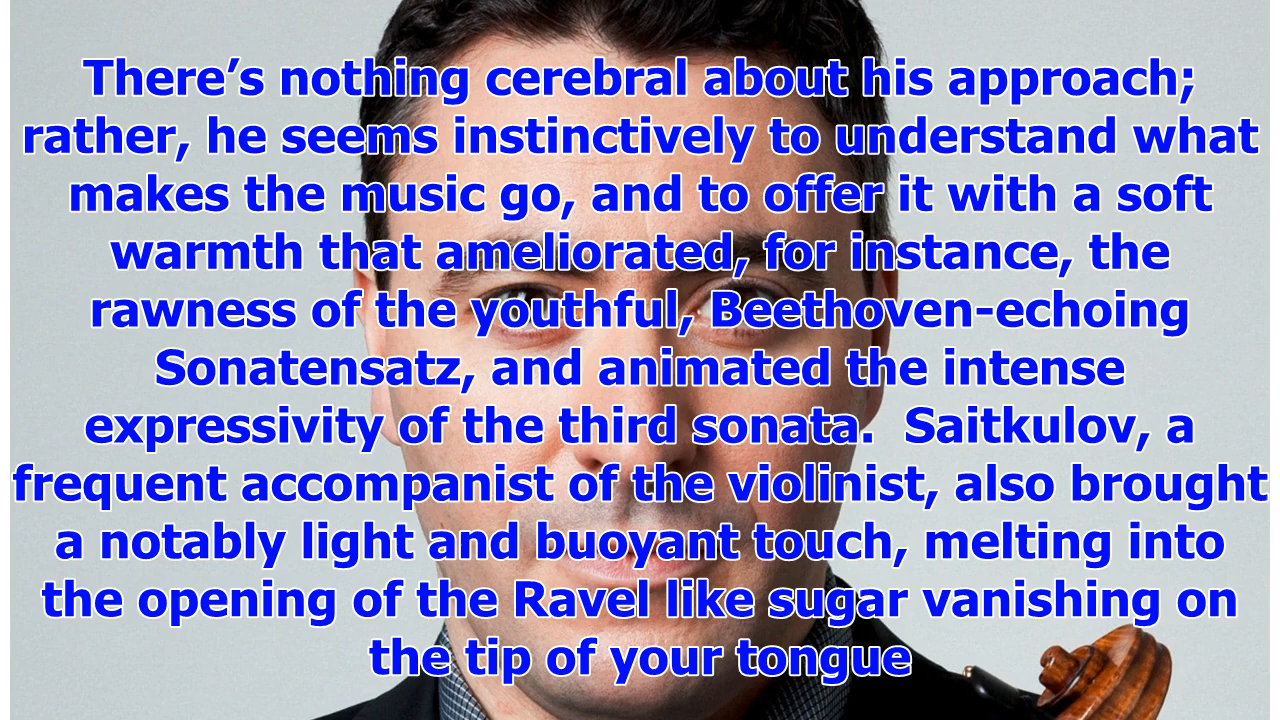 There’s nothing cerebral about his approach;
rather, he seems instinctively to understand what
makes the music go, and to offer it with a soft
warmth that ameliorated, for instance, the
rawness of the youthful, Beethoven-echoing
Sonatensatz, and animated the intense
expressivity of the third sonata.  Saitkulov, a
frequent accompanist of the violinist, also brought
a notably light and buoyant touch, melting into
the opening of the Ravel like sugar vanishing on
the tip of your tongue